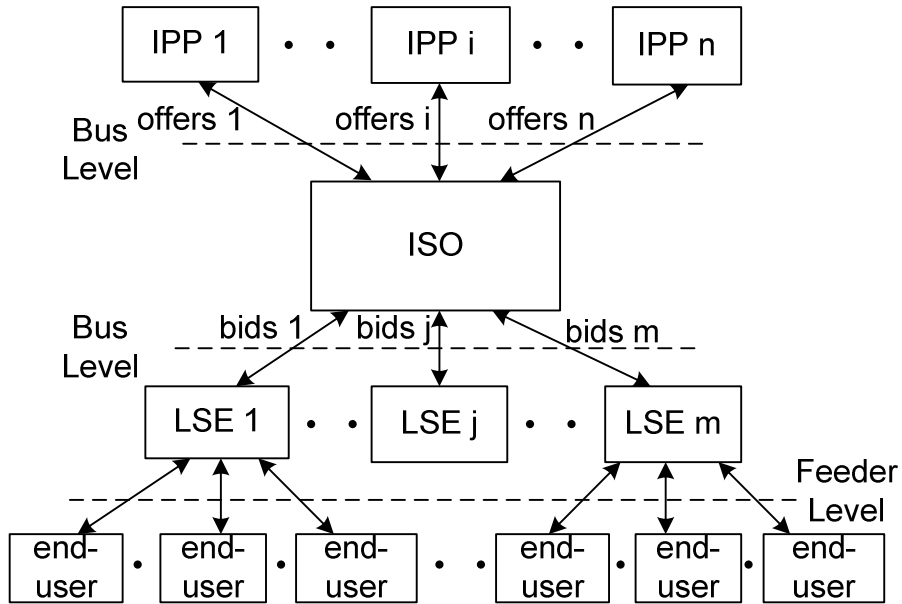 IPP 1
IPP i
IPP n
offers 1
offers i
offers n
Bus
Level
ISO
Bus
Level
bids 1
bids j
bids m
LSE 1
LSE j
LSE m
Feeder
Level
end-
user
end-
user
end-
user
end-
user
end-
user
end-
user